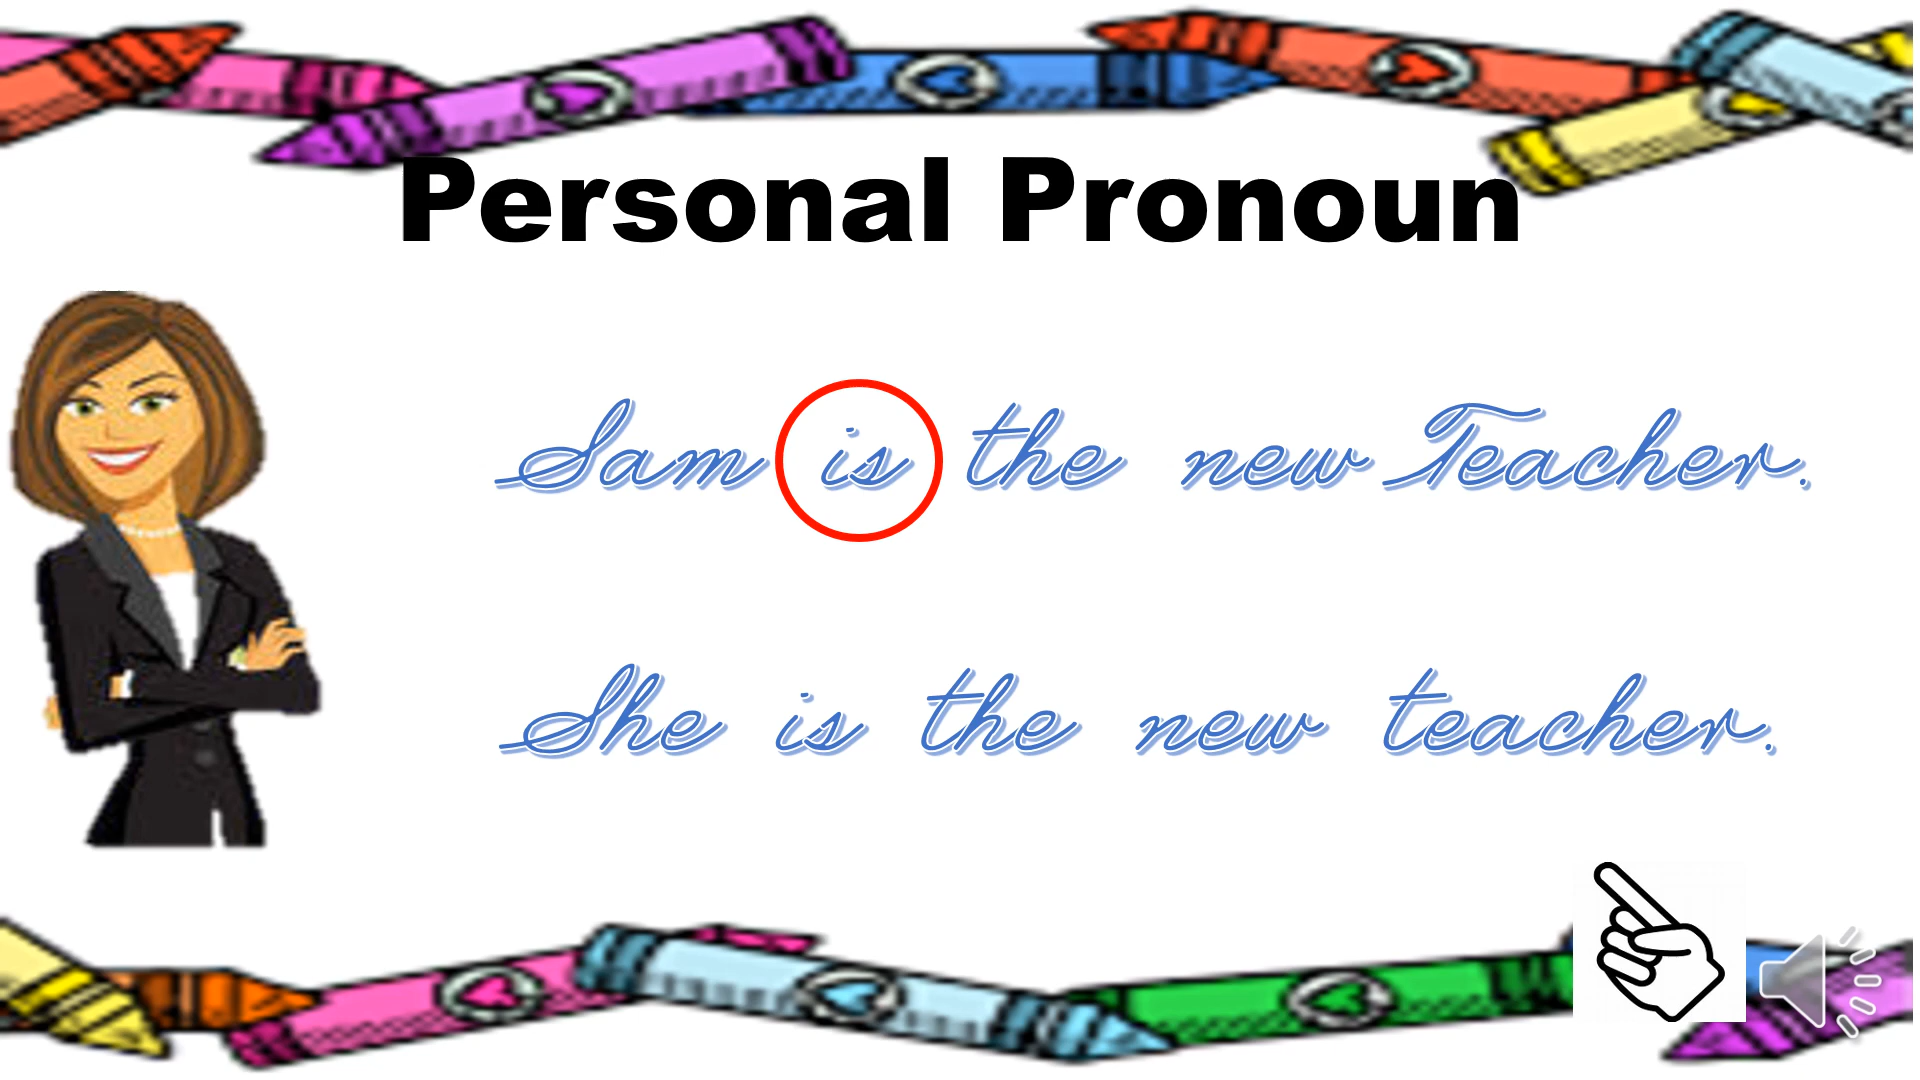 Personal Pronoun
Sam is the new Teacher.
She is the new teacher.